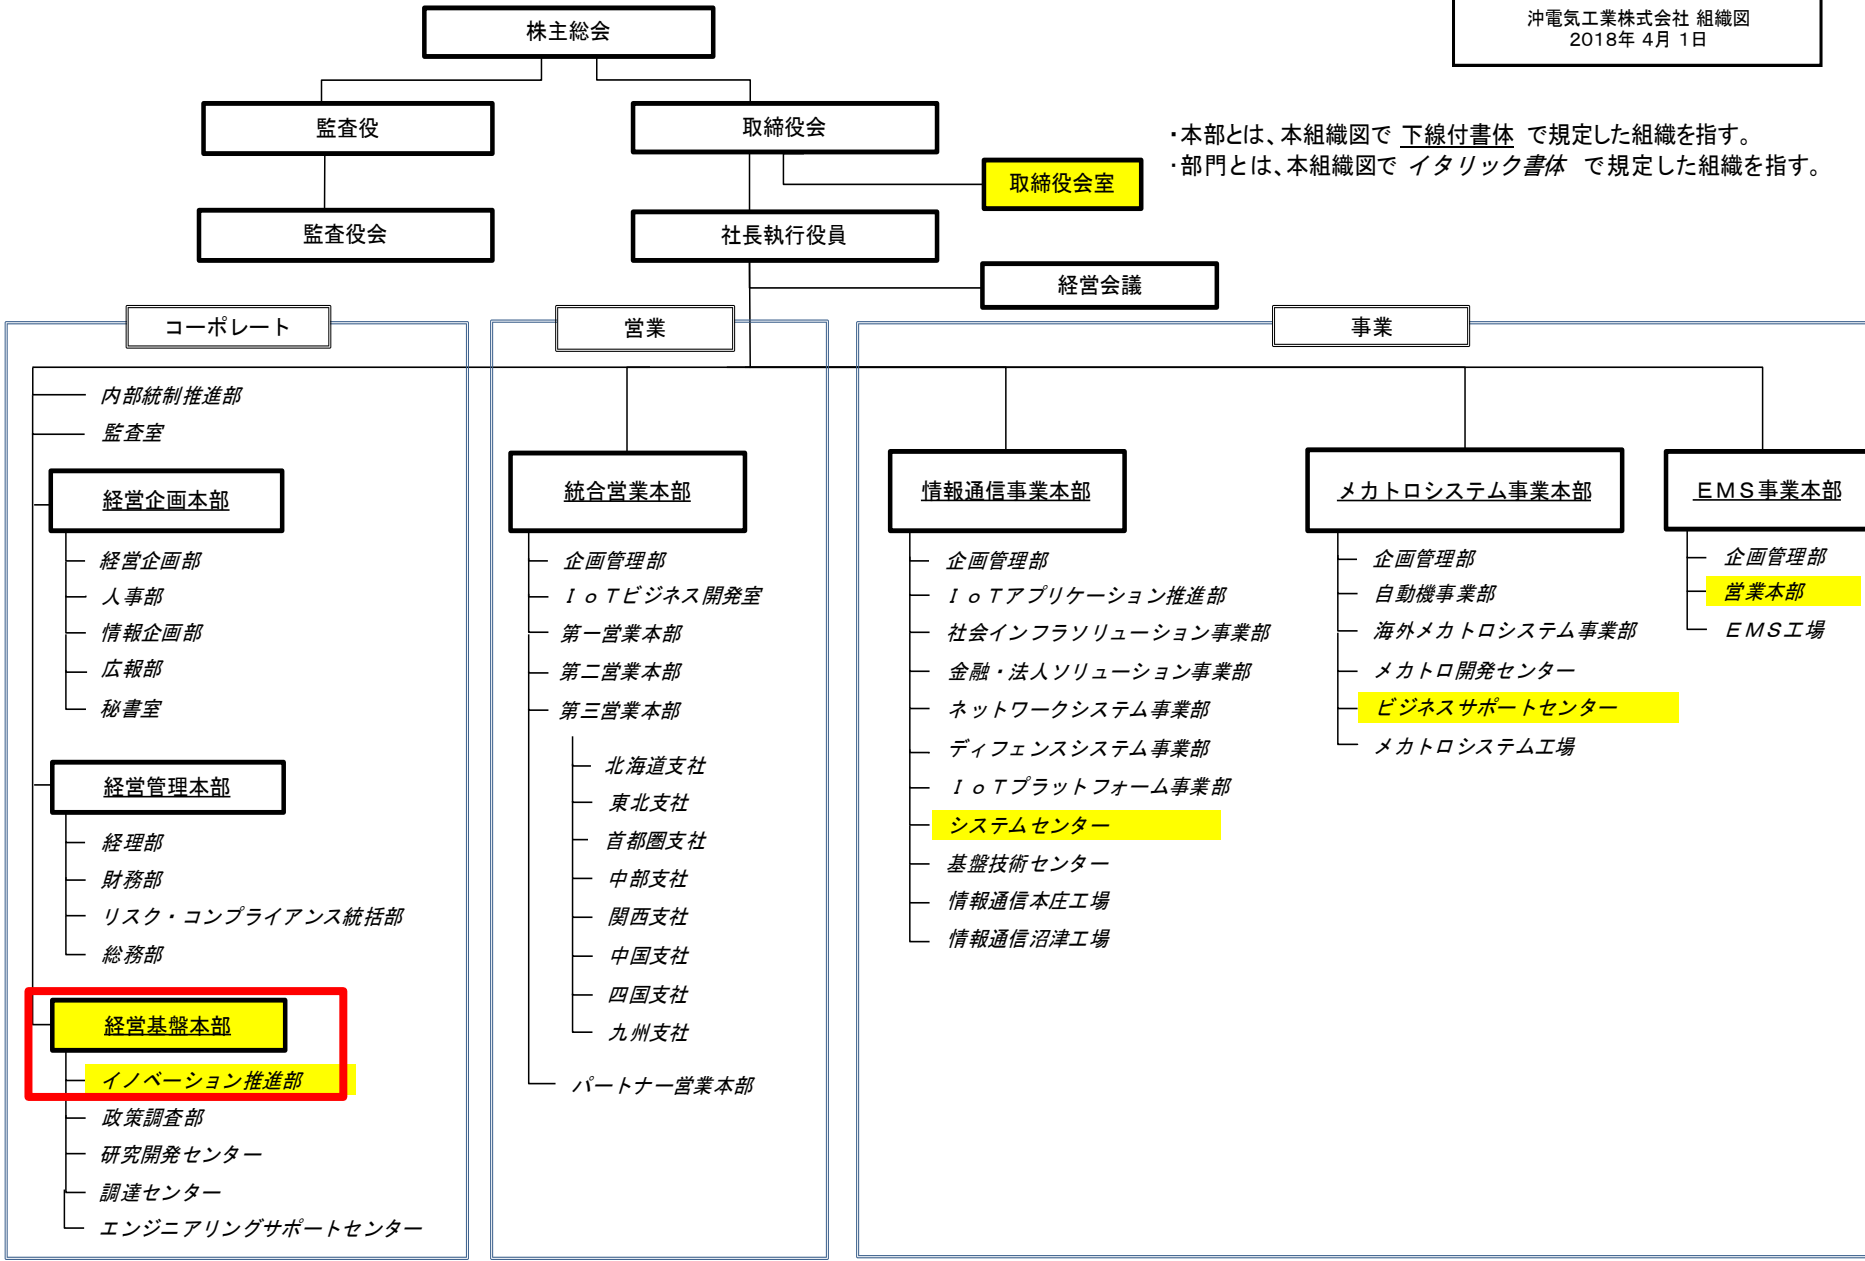 沖電気工業株式会社 組織図
2018年 4月 1日
株主総会
監査役
取締役会
・本部とは、本組織図で 下線付書体 で規定した組織を指す。
・部門とは、本組織図で イタリック書体 で規定した組織を指す。
取締役会室
監査役会
社長執行役員
経営会議
コーポレート
内部統制推進部
監査室
経営企画本部
経営企画部
人事部
情報企画部
広報部
秘書室
経営管理本部
経理部
財務部
リスク・コンプライアンス統括部
総務部
経営基盤本部
イノベーション推進部
政策調査部
研究開発センター
調達センター
エンジニアリングサポートセンター
営業
統合営業本部
企画管理部
IoTビジネス開発室
第一営業本部
第二営業本部
第三営業本部
北海道支社
東北支社
首都圏支社
中部支社
関西支社
中国支社
四国支社
九州支社
パートナー営業本部
事業
情報通信事業本部
企画管理部
IoTアプリケーション推進部
社会インフラソリューション事業部
金融・法人ソリューション事業部
ネットワークシステム事業部
ディフェンスシステム事業部
IoTプラットフォーム事業部
システムセンター
基盤技術センター
情報通信本庄工場
情報通信沼津工場
メカトロシステム事業本部
企画管理部
自動機事業部
海外メカトロシステム事業部
メカトロ開発センター
ビジネスサポートセンター
メカトロシステム工場
EMS事業本部
企画管理部
営業本部
EMS工場